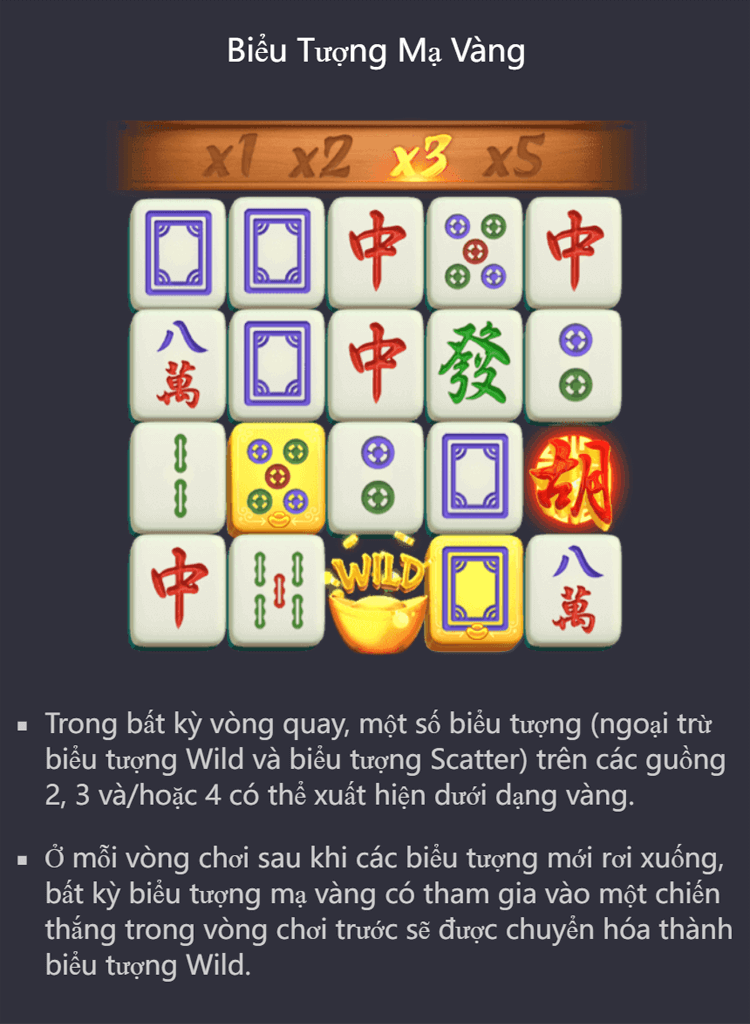 Biểu Tượng Mạ Vàng
x1 x2 x3 x5
中 中
八萬 中 發
胡
中 WILD 八萬
▪ Trong bất kỳ vòng quay, một số biểu tượng (ngoại trừ
biểu tượng Wild và biểu tượng Scatter) trên các guồng
2, 3 và/hoặc 4 có thể xuất hiện dưới dạng vàng.
▪ Ở mỗi vòng chơi sau khi các biểu tượng mới rơi xuống,
bất kỳ biểu tượng mạ vàng có tham gia vào một chiến
thắng trong vòng chơi trước sẽ được chuyển hóa thành
biểu tượng Wild.